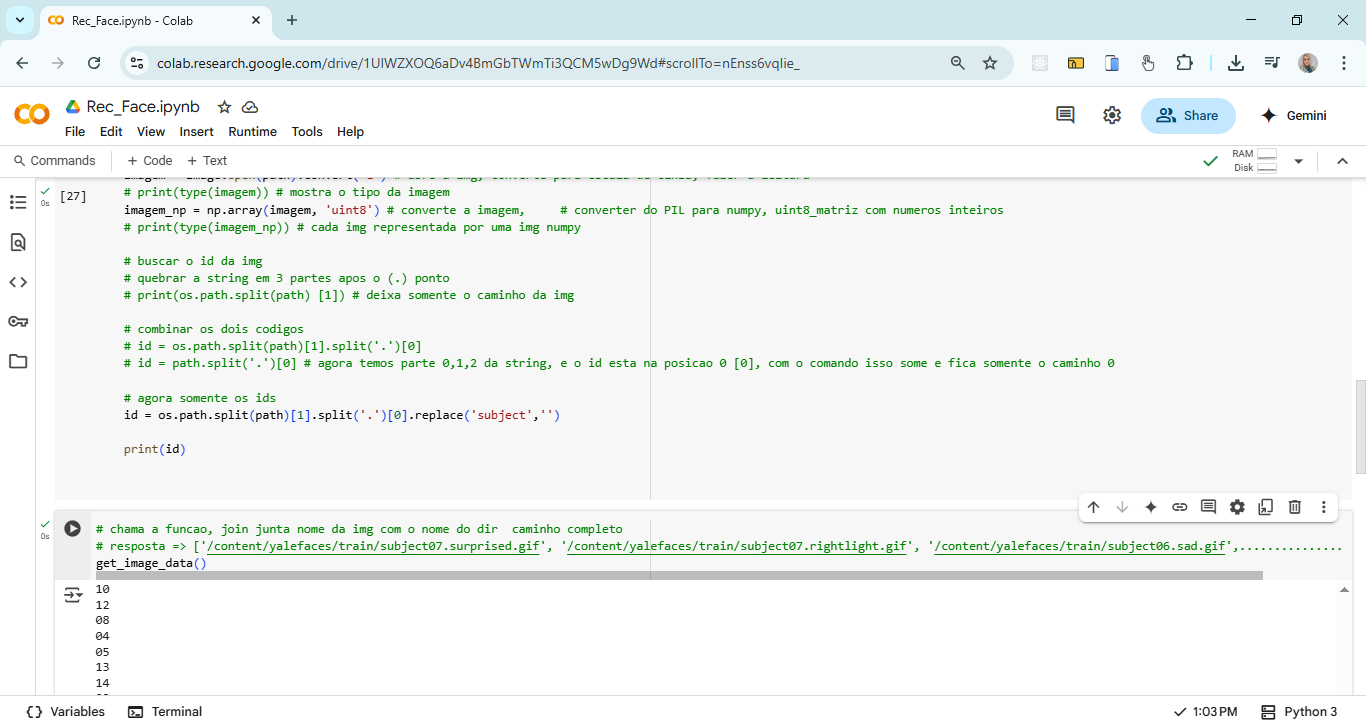 Rec_Face.ipynb - Colab
colab.research.google.com/drive/1UIWZXOQ6aDv4BmGbTWmTi3QCM5wDg9Wd#scrollTo=nEnss6vqIie_
Rec_Face.ipynb
File Edit View Insert Runtime Tools Help
Share
Gemini
Commands + Code + Text
RAM
Disk
[27]
0s
# print(type(imagem)) # mostra o tipo da imagem
imagem_np = np.array(imagem, 'uint8') # converte a imagem, # converter do PIL para numpy, uint8_matriz com numeros inteiros
# print(type(imagem_np)) # cada img representada por uma img numpy
# buscar o id da img
# quebrar a string em 3 partes apos o (.) ponto
# print(os.path.split(path) [1]) # deixa somente o caminho da img
# combinar os dois codigos
# id = os.path.split(path)[1].split('.')[0]
# id = path.split('.')[0] # agora temos parte 0,1,2 da string, e o id esta na posicao 0 [0], com o comando isso some e fica somente o caminho 0
# agora somente os ids
id = os.path.split(path)[1].split('.')[0].replace('subject','')
print(id)
0s
# chama a funcao, join junta nome da img com o nome do dir  caminho completo
# resposta => ['/content/yalefaces/train/subject07.surprised.gif', '/content/yalefaces/train/subject07.rightlight.gif', '/content/yalefaces/train/subject06.sad.gif',...............
get_image_data()
10
12
08
04
05
13
14
Variables Terminal
1:03 PM Python 3